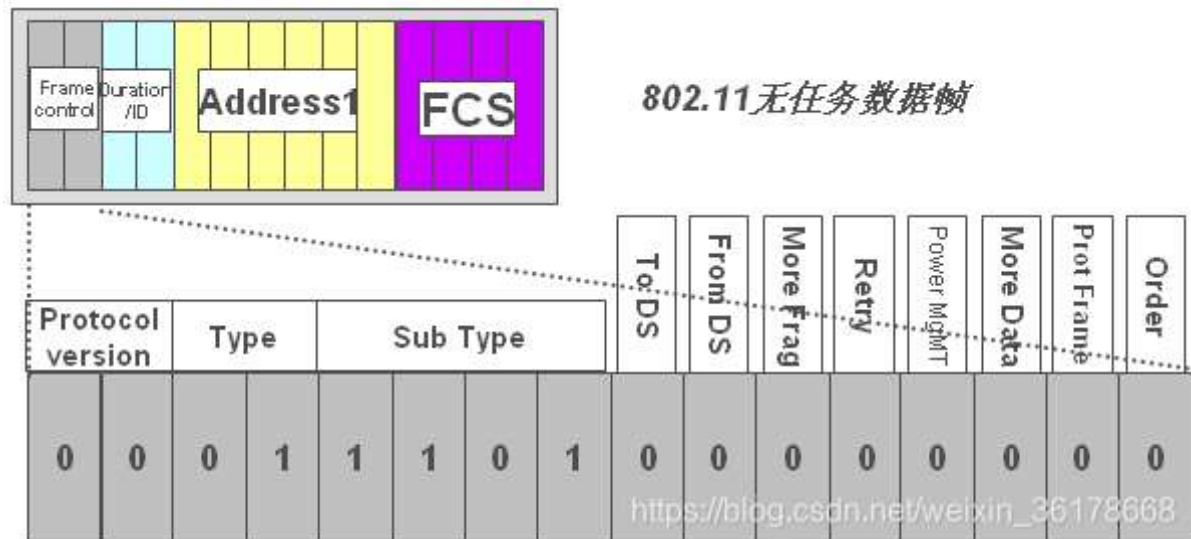 Frame
control
Duration
/ID
Address1
FCS
802.11无任务数据帧
To DS
From DS
More Frag
Retry
Power MgMT
More Data
Prot Frame
Order
Protocol
version
Type
Sub Type
0 0 0 1 1 1 0 1 0 0 0 0 0 0 0 0
https://blog.csdn.net/weixin_36178668